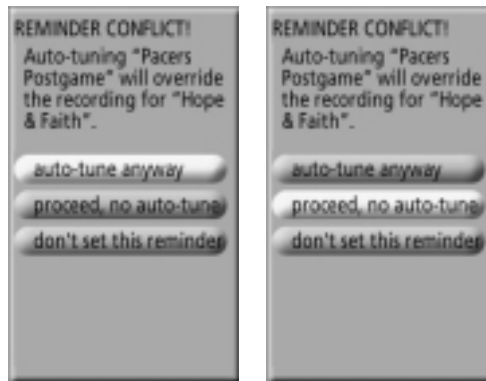 REMINDER CONFLICT!
Auto-tuning "Pacers
Postgame" will override
the recording for "Hope
& Faith".
auto-tune anyway
proceed, no auto-tune
don't set this reminder
REMINDER CONFLICT!
Auto-tuning "Pacers
Postgame" will override
the recording for "Hope
& Faith".
auto-tune anyway
proceed, no auto-tune
don't set this reminder